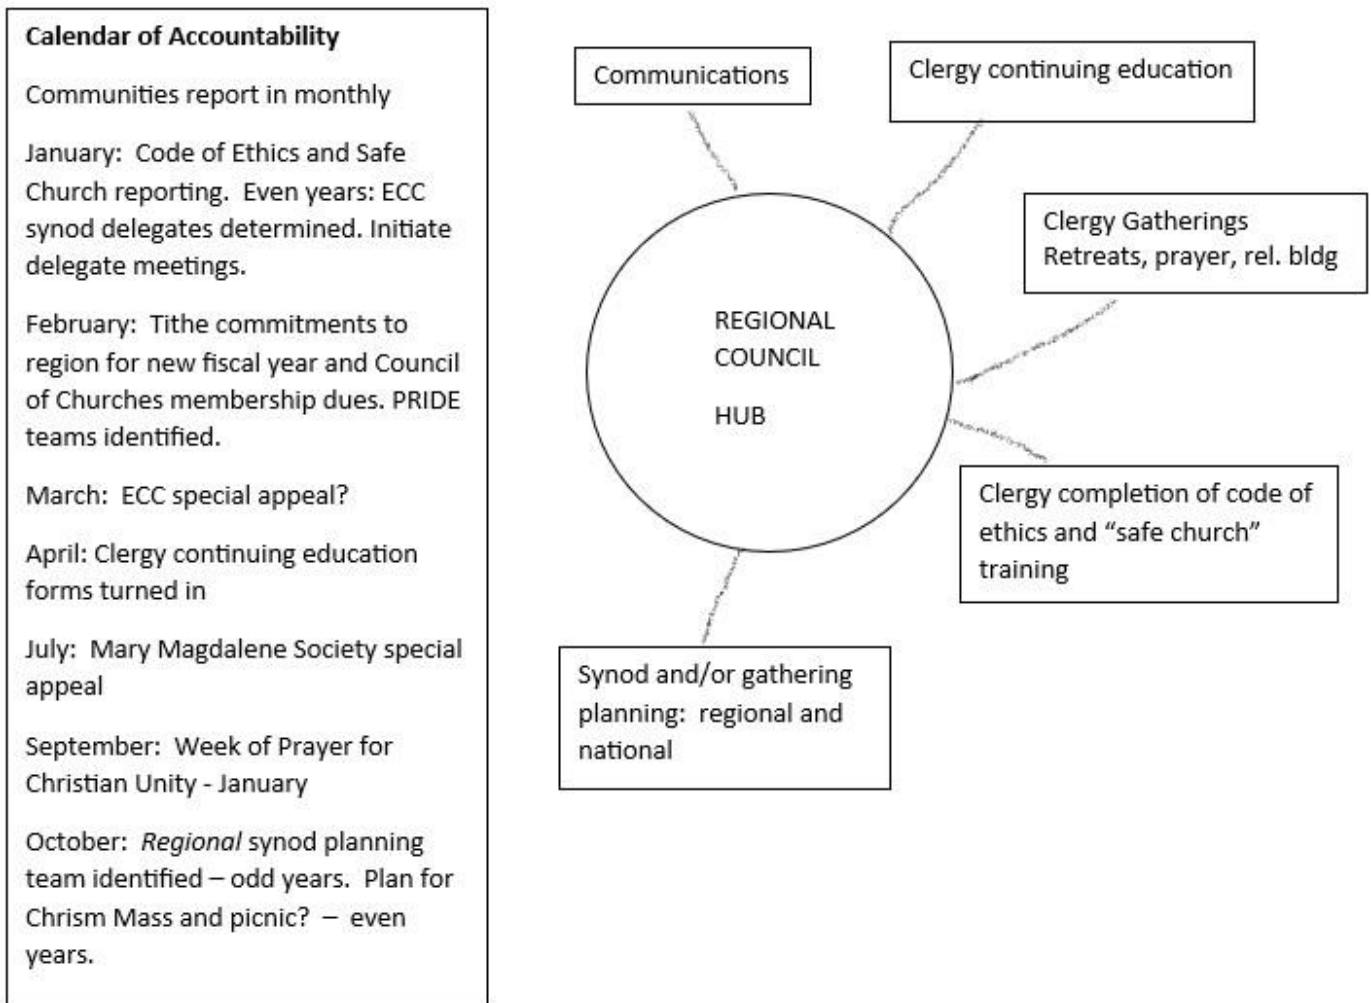 Calendar of Accountability
Communities report in monthly
January:  Code of Ethics and Safe
Church reporting.  Even years: ECC
synod delegates determined. Initiate
delegate meetings.
February:  Tithe commitments to
region for new fiscal year and Council
of Churches membership dues. PRIDE
teams identified.
March:  ECC special appeal?
April: Clergy continuing education
forms turned in
July:  Mary Magdalene Society special
appeal
September:  Week of Prayer for
Christian Unity - January
October:  Regional synod planning
team identified – odd years.  Plan for
Chrism Mass and picnic?  –  even
years.
Communications
Clergy continuing education
Clergy Gatherings
Retreats, prayer, rel. bldg
REGIONAL
COUNCIL
HUB
Clergy completion of code of
ethics and “safe church”
training
Synod and/or gathering
planning:  regional and
national